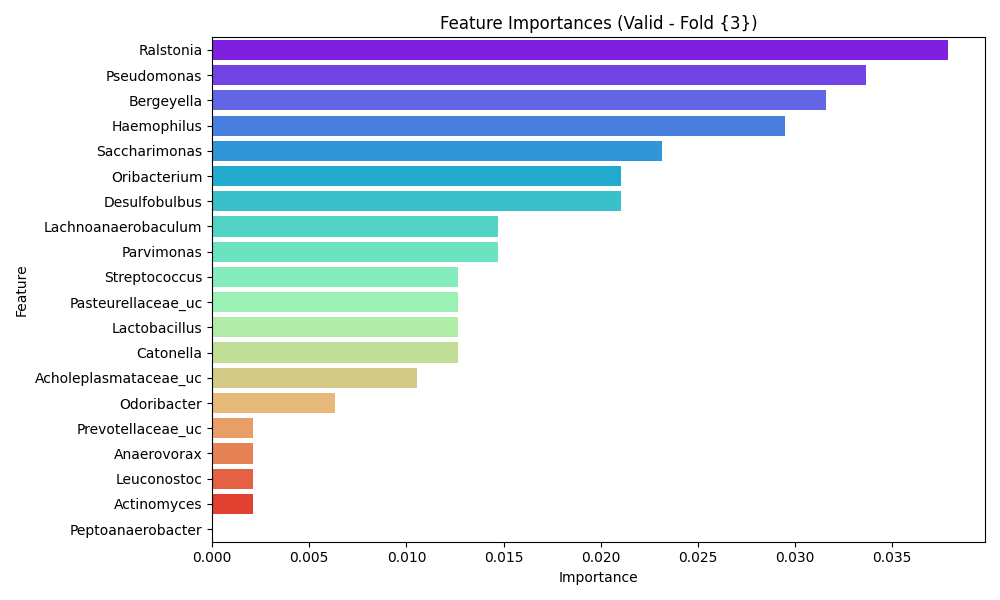 Feature Importances (Valid - Fold {3})
Ralstonia
Pseudomonas
Bergeyella
Haemophilus
Saccharimonas
Oribacterium
Desulfobulbus
Lachnoanaerobaculum
Parvimonas
Streptococcus
Pasteurellaceae_uc
Lactobacillus
Catonella
Acholeplasmataceae_uc
Odoribacter
Prevotellaceae_uc
Anaerovorax
Leuconostoc
Actinomyces
Peptoanaerobacter
Feature
0.000 0.005 0.010 0.015 0.020 0.025 0.030 0.035
Importance